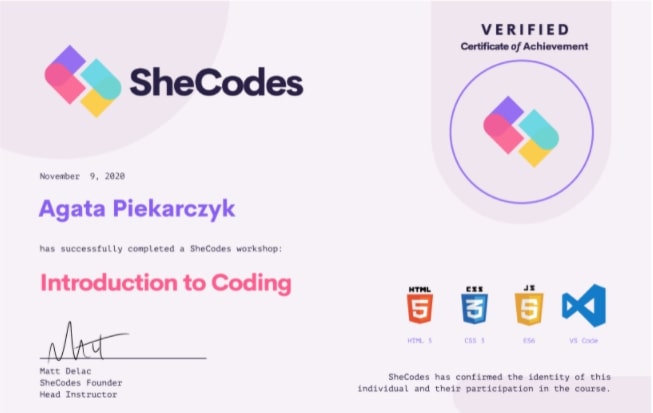 SheCodes
VERIFIED
Certificate of Achievement
November 9, 2020
Agata Piekarczyk
has successfully completed a SheCodes workshop:
Introduction to Coding
HTML
5
CSS
3
JS
5
HTML 5
CSS 3
ES6
VS Code
Matt
Matt Delac
SheCodes Founder
Head Instructor
SheCodes has confirmed the identity of this
individual and their participation in the course.